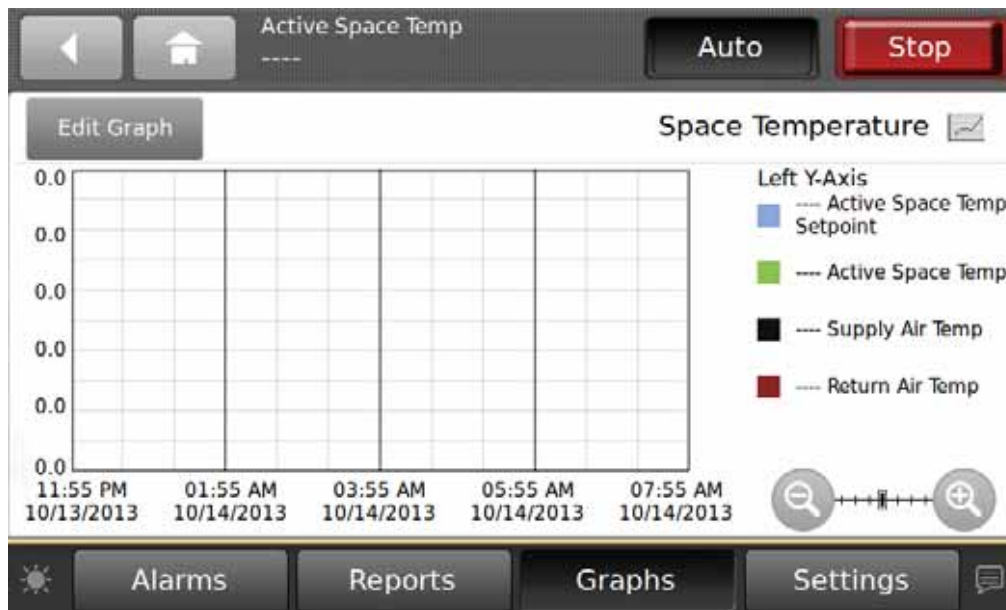 Active Space Temp
----
Auto
Stop
Edit Graph
Space Temperature
0.0
0.0
0.0
0.0
0.0
0.0
11:55 PM
10/13/2013
01:55 AM
10/14/2013
03:55 AM
10/14/2013
05:55 AM
10/14/2013
07:55 AM
10/14/2013
Left Y-Axis
---- Active Space Temp
Setpoint
---- Active Space Temp
---- Supply Air Temp
---- Return Air Temp
Alarms
Reports
Graphs
Settings